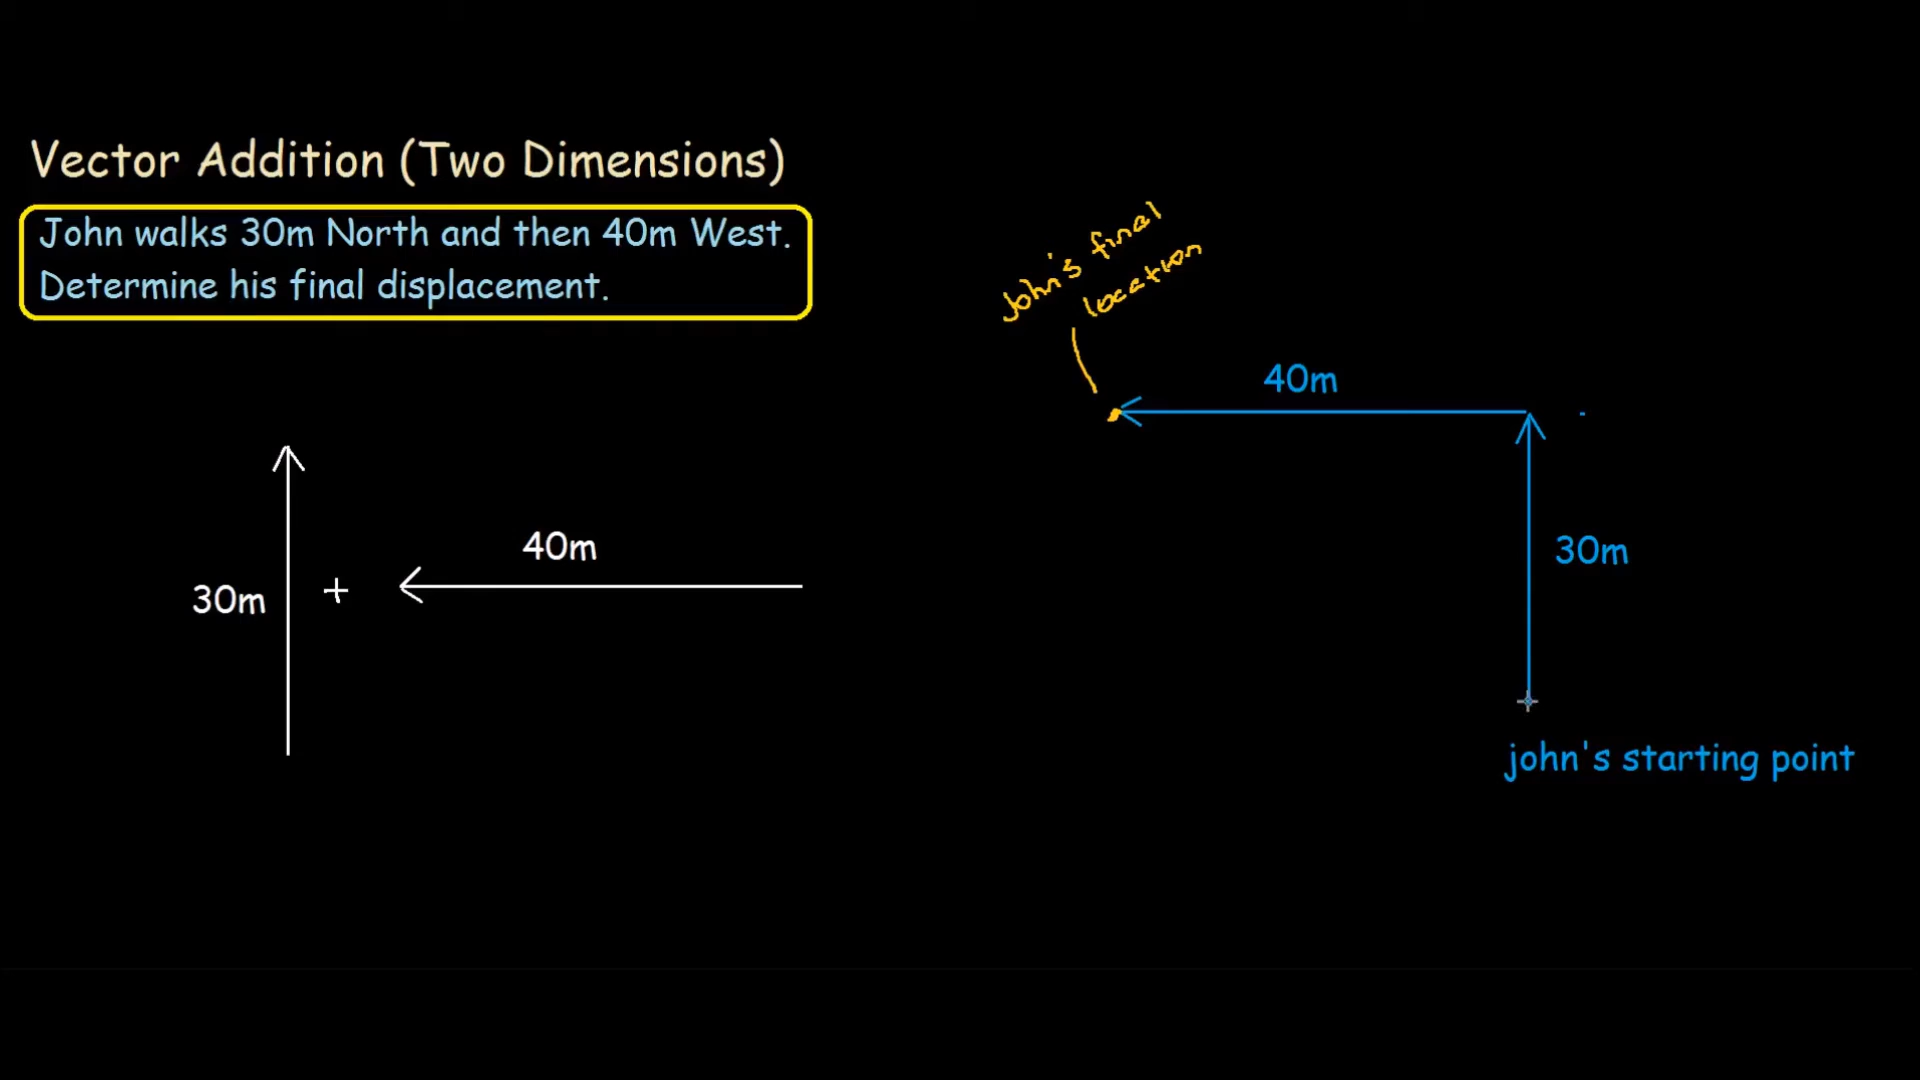 Vector Addition (Two Dimensions)
John walks 30m North and then 40m West.
Determine his final displacement.
30m
+
40m
John's final
location
40m
30m
john's starting point